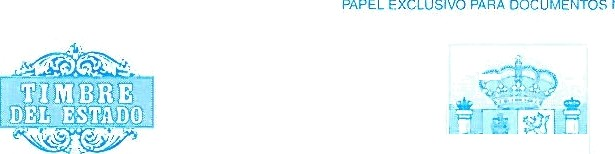 PAPEL EXCLUSIVO PARA DOCUMENTOS
TIMBRE
DEL ESTADO